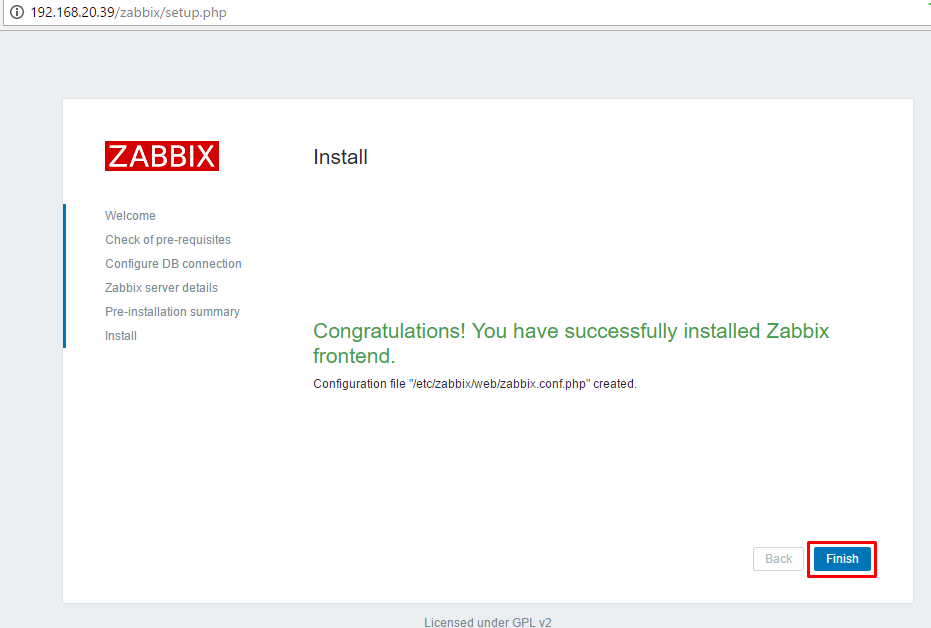 192.168.20.39/zabbix/setup.php
ZABBIX
Install
Welcome
Check of pre-requisites
Configure DB connection
Zabbix server details
Pre-installation summary
Install
Congratulations! You have successfully installed Zabbix
frontend.
Configuration file "/etc/zabbix/web/zabbix.conf.php" created.
Back
Finish
Licensed under GPL v2